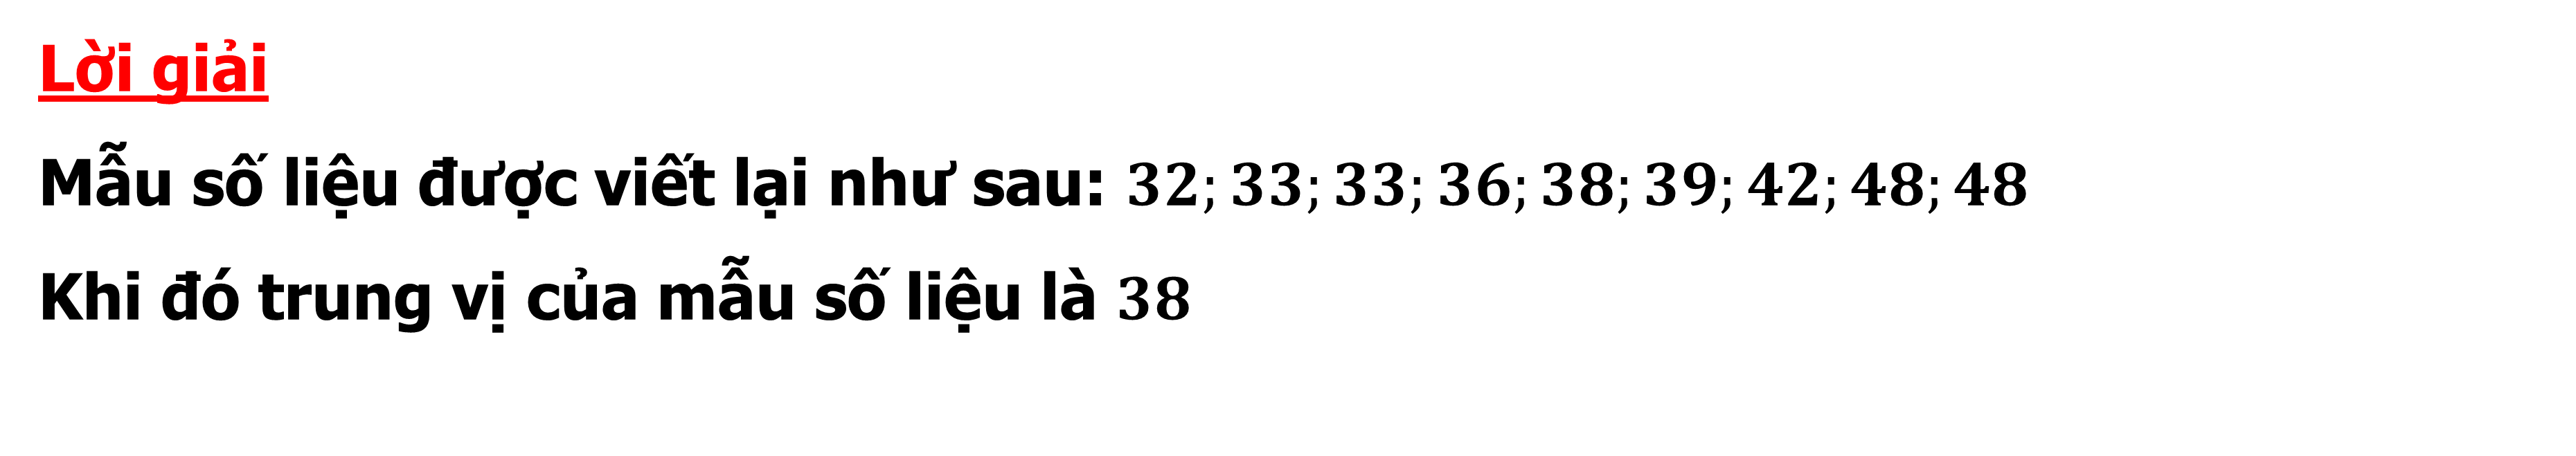 Lời giải
Mẫu số liệu được viết lại như sau: 32; 33; 33; 36; 38; 39; 42; 48; 48
Khi đó trung vị của mẫu số liệu là 38